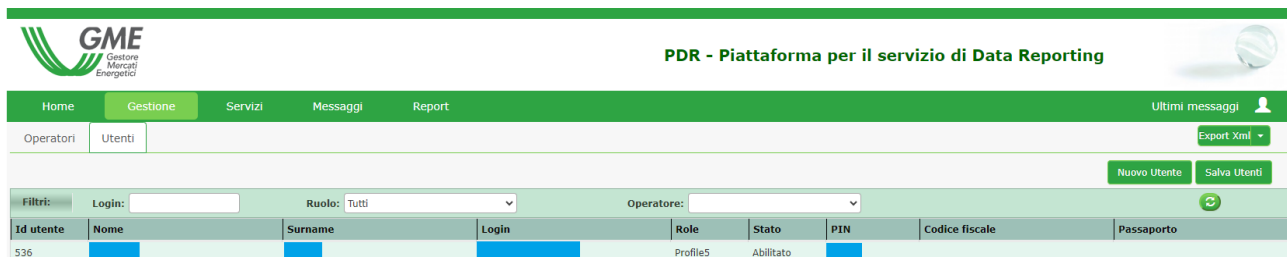 GME
Gestore
Mercati
Energetici
PDR - Piattaforma per il servizio di Data Reporting
Home Gestione Servizi Messaggi Report Ultimi messaggi
Operatori Utenti Export Xml
Nuovo Utente Salva Utenti
Filtri: Login: Ruolo: Tutti Operatore:
Id utente Nome Surname Login Role Stato PIN Codice fiscale Passaporto
536 Profile5 Abilitato